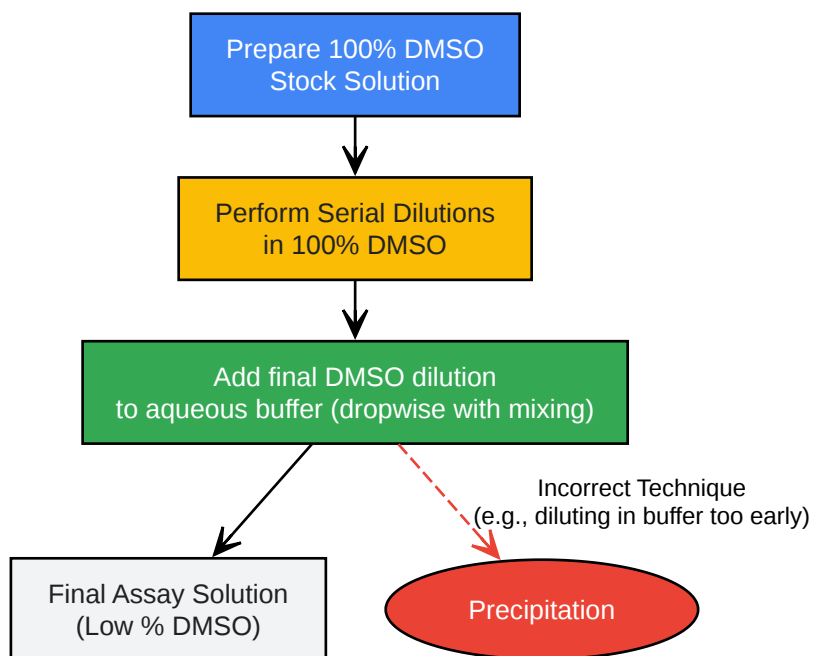 Prepare 100% DMSO
Stock Solution
Perform Serial Dilutions
in 100% DMSO
Add final DMSO dilution
to aqueous buffer (dropwise with mixing)
Incorrect Technique
(e.g., diluting in buffer too early)
Final Assay Solution
(Low % DMSO)
Precipitation